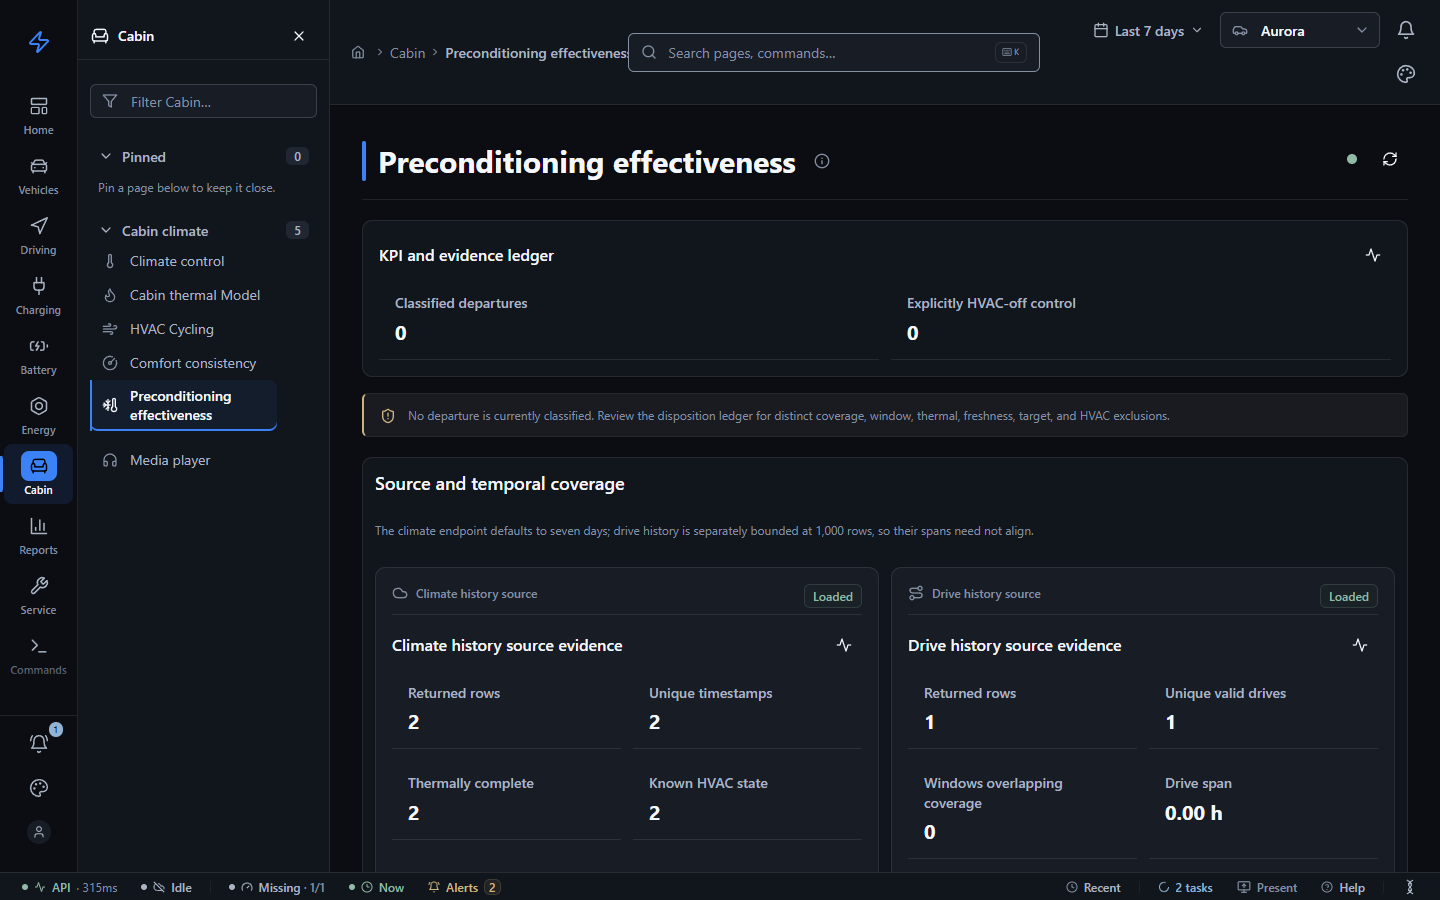 Home
Vehicles
Driving
Charging
Battery
Energy
Cabin
Reports
Service
Commands
1
Cabin
Filter Cabin...
Pinned
0
Pin a page below to keep it close.
Cabin climate
5
Climate control
Cabin thermal Model
HVAC Cycling
Comfort consistency
Preconditioning
effectiveness
Media player
Cabin
Preconditioning effectiveness
Search pages, commands...
K
Last 7 days
Aurora
Preconditioning effectiveness
KPI and evidence ledger
Classified departures
0
Explicitly HVAC-off control
0
No departure is currently classified. Review the disposition ledger for distinct coverage, window, thermal, freshness, target, and HVAC exclusions.
Source and temporal coverage
The climate endpoint defaults to seven days; drive history is separately bounded at 1,000 rows, so their spans need not align.
Climate history source
Loaded
Climate history source evidence
Returned rows
2
Unique timestamps
2
Thermally complete
2
Known HVAC state
2
Drive history source
Loaded
Drive history source evidence
Returned rows
1
Unique valid drives
1
Windows overlapping
coverage
0
Drive span
0.00 h
API · 315ms
Idle
Missing · 1/1
Now
Alerts 2
Recent
2 tasks
Present
Help